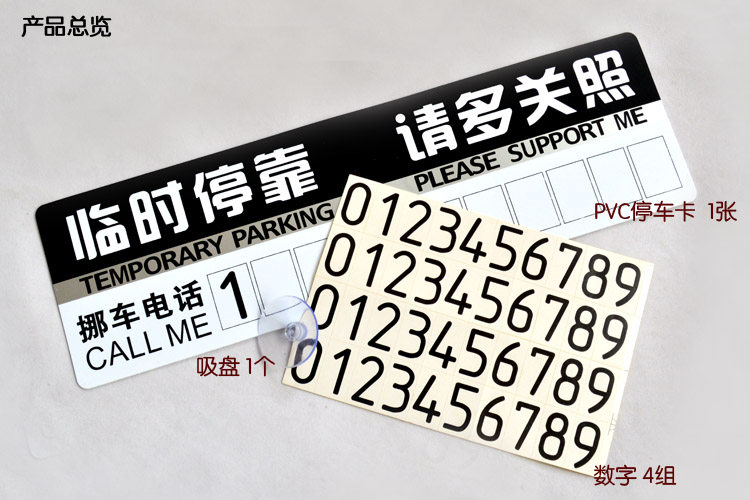 产品总览
临时停靠 请多关照
TEMPORARY PARKING PLEASE SUPPORT ME
挪车电话 1
CALL ME
PVC停车卡 1张
吸盘 1个
0123456789
0123456789
0123456789
0123456789
数字 4组